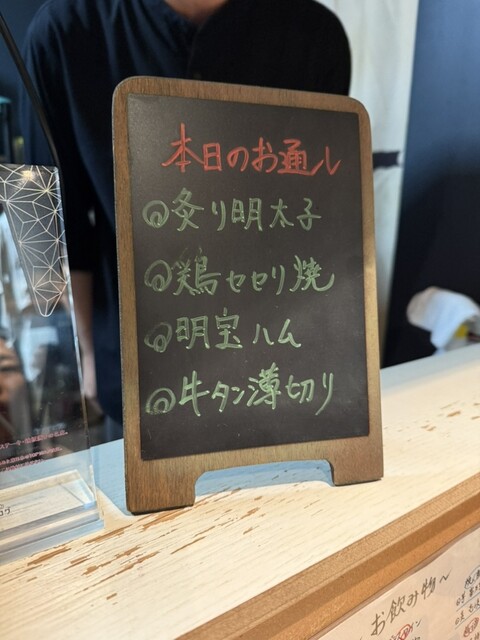 本日のお通し
◎炙り明太子
◎鶏セセリ焼
◎明宝ハム
◎牛タン薄切り
お飲み物〜